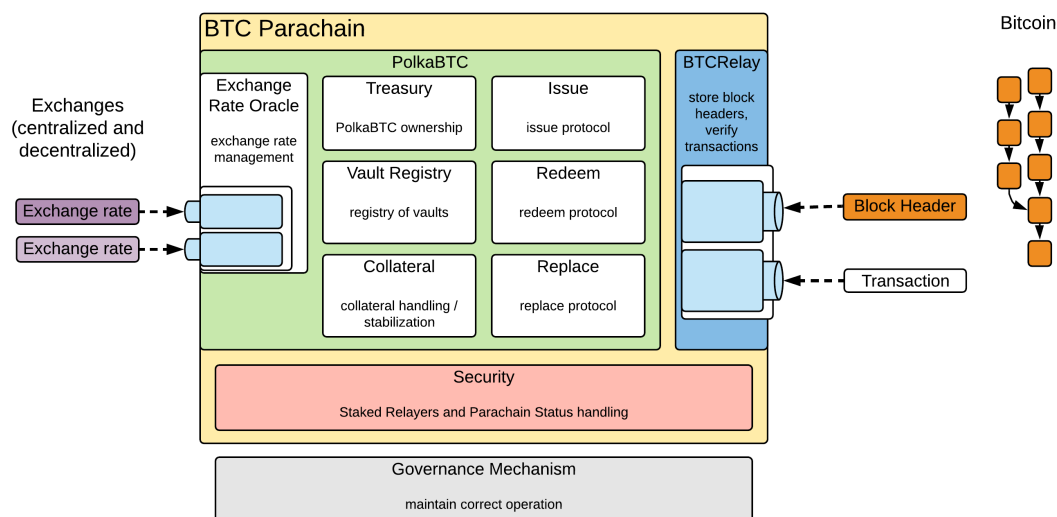 BTC Parachain
Bitcoin
PolkaBTC
BTCRelay
Exchanges
(centralized and
decentralized)
Exchange
Rate Oracle
exchange rate
management
Treasury
PolkaBTC ownership
Issue
issue protocol
store block
headers,
verify
transactions
Vault Registry
registry of vaults
Redeem
redeem protocol
Exchange rate
Exchange rate
Block Header
Transaction
Collateral
collateral handling /
stabilization
Replace
replace protocol
Security
Staked Relayers and Parachain Status handling
Governance Mechanism
maintain correct operation